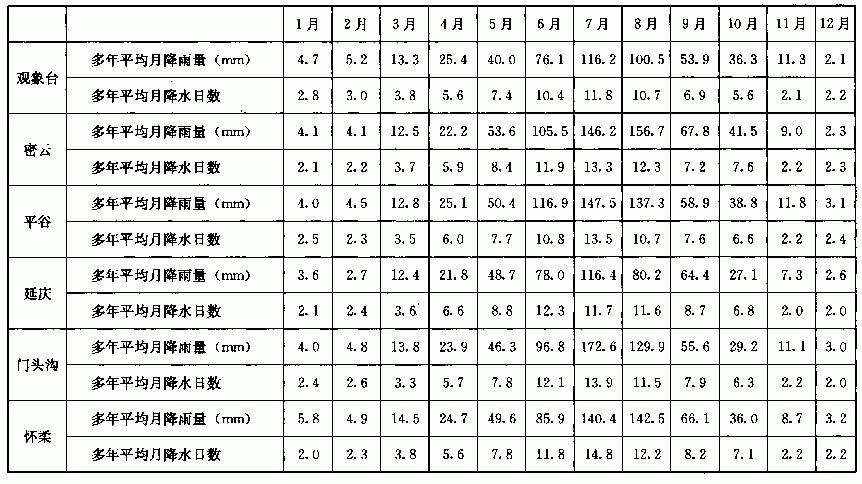 1月 2月 3月 4月 5月 6月 7月 8月 9月 10月 11月 12月
观象台 多年平均月降雨量（mm） 4.7 5.2 13.3 25.4 40.0 76.1 116.2 100.5 53.9 36.3 11.3 2.1
多年平均月降水日数 2.8 3.0 3.8 5.6 7.4 10.4 11.8 10.7 6.9 5.6 2.1 2.2
密云 多年平均月降雨量（mm） 4.1 4.1 12.5 22.2 53.6 105.5 146.2 156.7 67.8 41.5 9.0 2.3
多年平均月降水日数 2.1 2.2 3.7 5.9 8.4 11.9 13.3 12.3 7.2 7.6 2.2 2.3
平谷 多年平均月降雨量（mm） 4.0 4.5 12.8 25.1 50.4 116.9 147.5 137.3 58.9 38.8 11.8 3.1
多年平均月降水日数 2.5 2.3 3.5 6.0 7.7 10.8 13.5 10.7 7.6 6.6 2.2 2.4
延庆 多年平均月降雨量（mm） 3.6 2.7 12.4 21.8 48.7 78.0 116.4 80.2 64.4 27.1 7.3 2.6
多年平均月降水日数 2.1 2.4 3.6 6.6 8.8 12.3 11.7 11.6 8.7 6.8 2.0 2.0
门头沟 多年平均月降雨量（mm） 4.0 4.8 13.8 23.9 46.3 96.8 172.6 129.9 55.6 29.2 11.1 3.0
多年平均月降水日数 2.4 2.6 3.3 5.7 7.8 12.1 13.9 11.5 7.9 6.3 2.2 2.0
怀柔 多年平均月降雨量（mm） 5.8 4.9 14.5 24.7 49.6 85.9 140.4 142.5 66.1 36.0 8.7 3.2
多年平均月降水日数 2.0 2.3 3.8 5.6 7.8 11.8 14.8 12.2 8.2 7.1 2.2 2.2